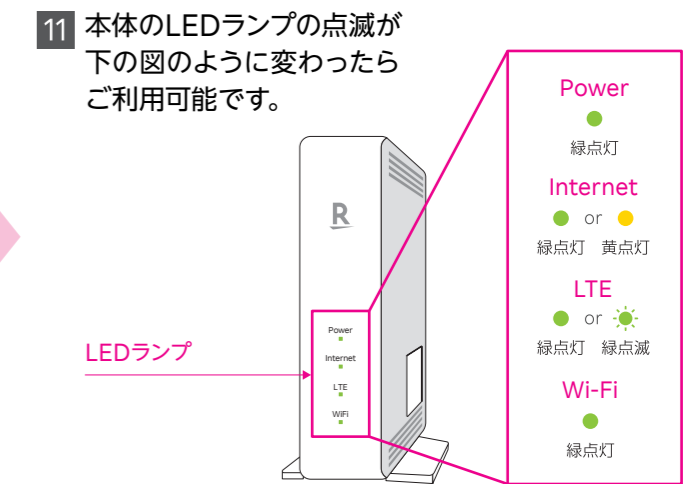 11 本体のLEDランプの点滅が
下の図のように変わったら
ご利用可能です。
R
Power
Internet
LTE
WiFi
LEDランプ
Power
緑点灯
Internet
or
緑点灯 黄点灯
LTE
or
緑点灯 緑点滅
Wi-Fi
緑点灯